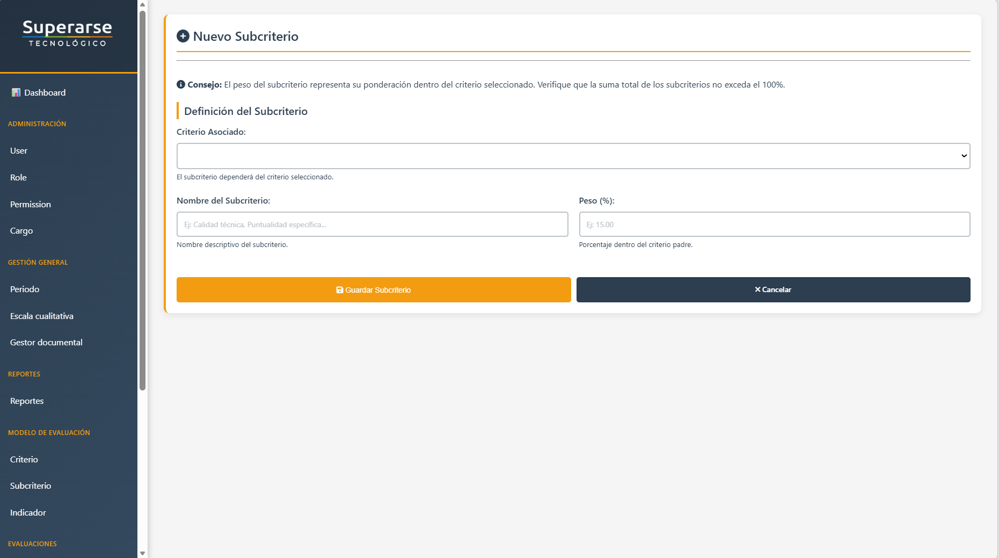 Superarse
TECNOLÓGICO
Dashboard
ADMINISTRACIÓN
User
Role
Permission
Cargo
GESTIÓN GENERAL
Periodo
Escala cualitativa
Gestor documental
REPORTES
Reportes
MODELO DE EVALUACIÓN
Criterio
Subcriterio
Indicador
EVALUACIONES
Nuevo Subcriterio
Consejo: El peso del subcriterio representa su ponderación dentro del criterio seleccionado. Verifique que la suma total de los subcriterios no exceda el 100%.
Definición del Subcriterio
Criterio Asociado:
El subcriterio dependerá del criterio seleccionado.
Nombre del Subcriterio:
Ej: Calidad técnica, Puntualidad específica...
Nombre descriptivo del subcriterio.
Peso (%):
Ej: 15.00
Porcentaje dentro del criterio padre.
Guardar Subcriterio
Cancelar